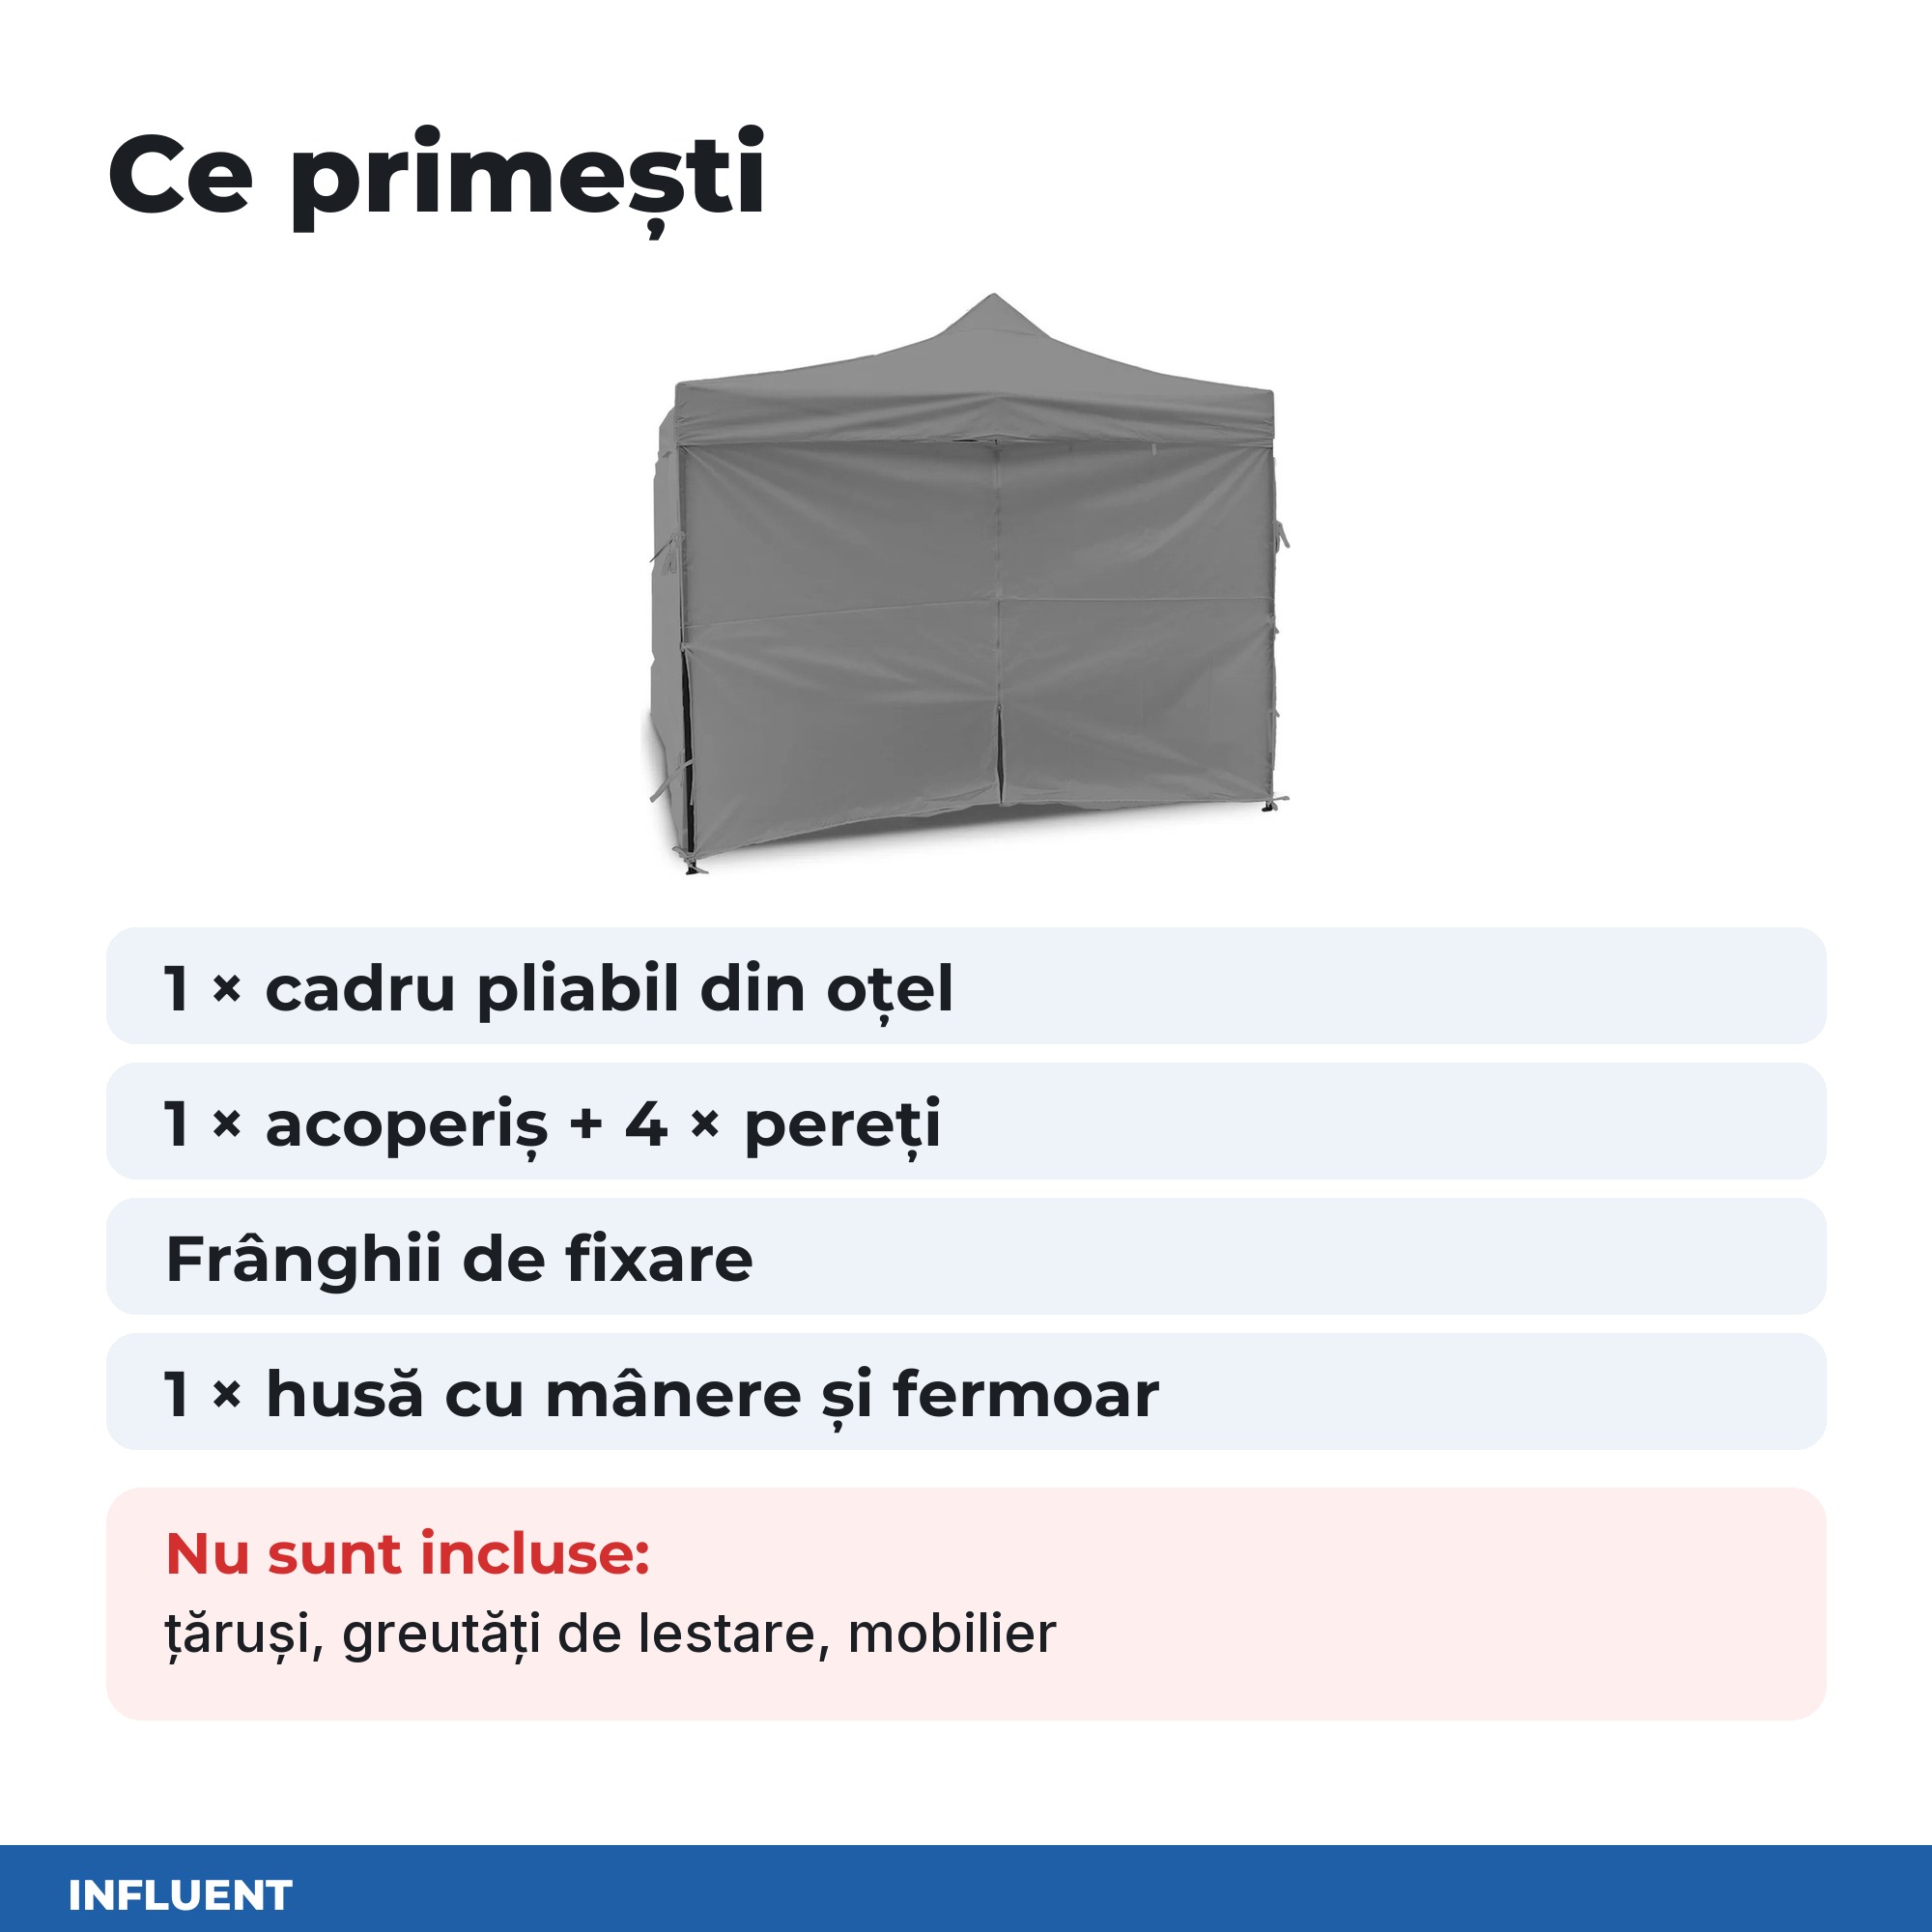 Ce primești
1 × cadru pliabil din oțel
1 × acoperiș + 4 × pereți
Frânghii de fixare
1 × husă cu mânere și fermoar
Nu sunt incluse:
țăruși, greutăți de lestare, mobilier
INFLUENT